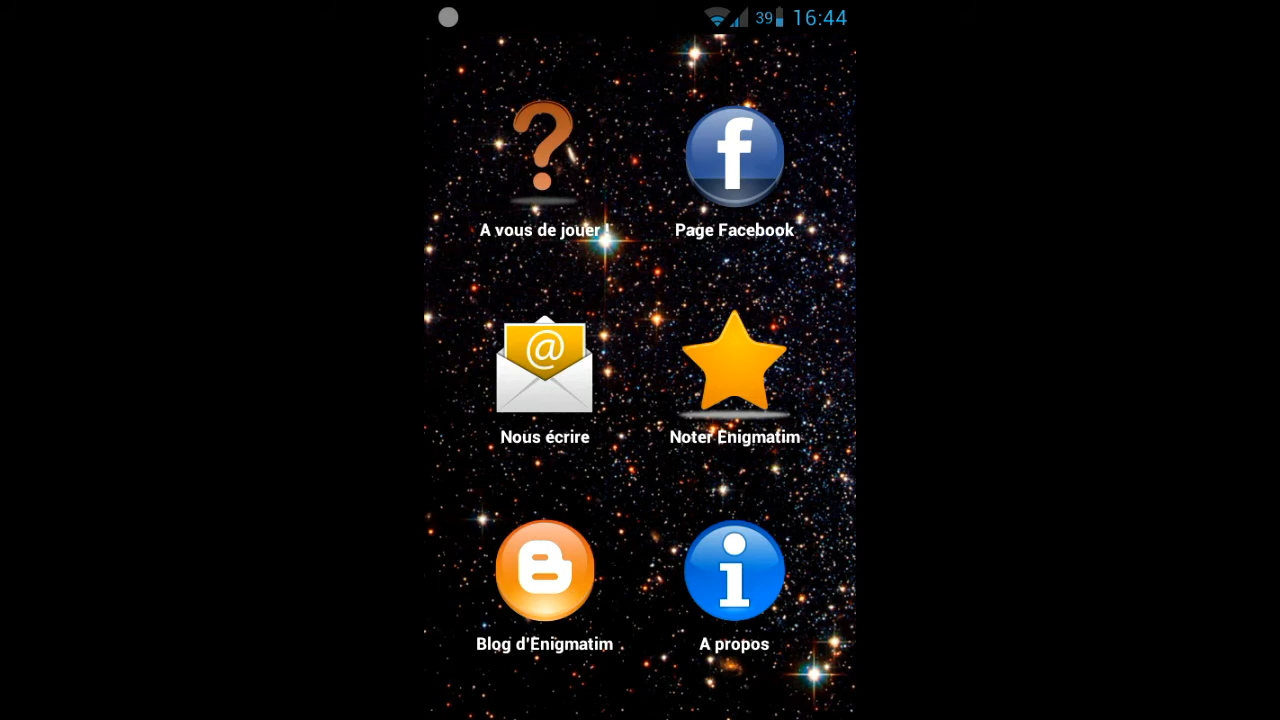 39 16:44
A vous de jouer !
Page Facebook
Nous écrire
Noter Enigmatim
Blog d'Enigmatim
A propos